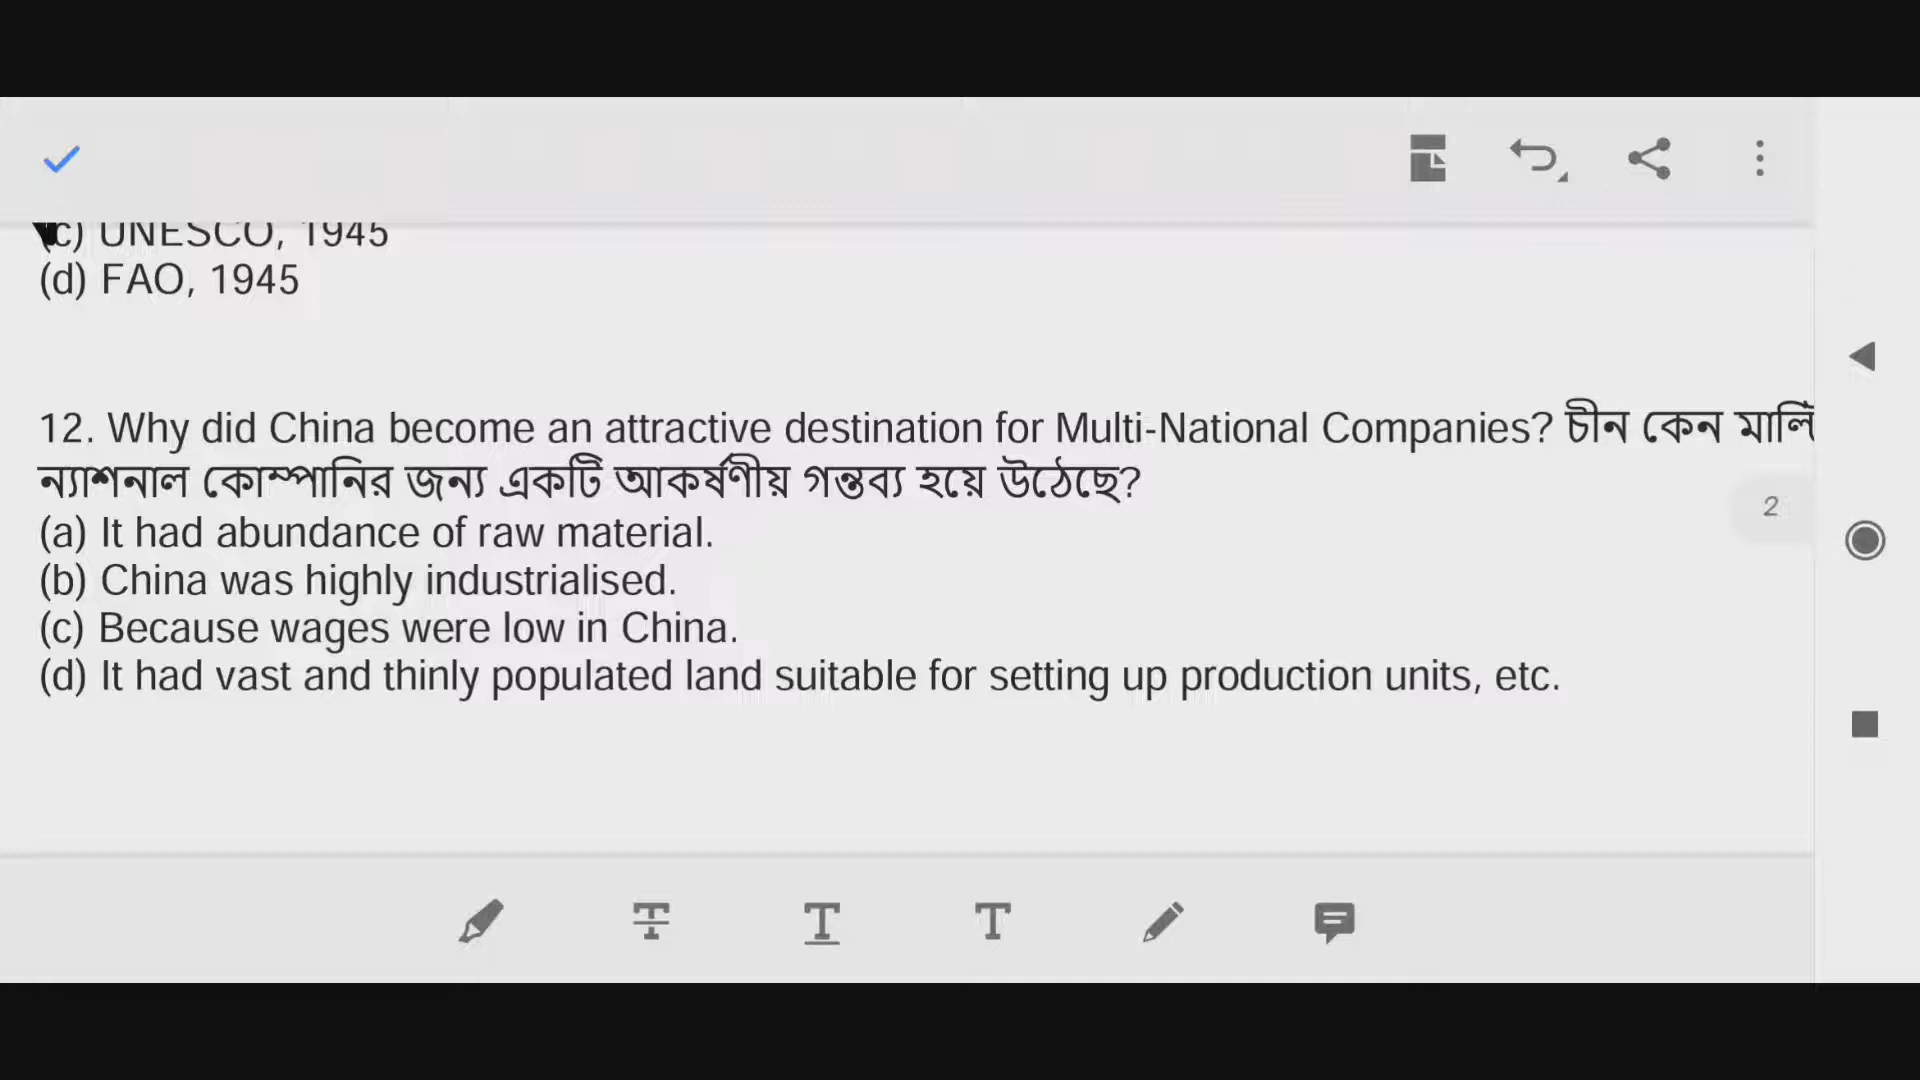 (c) UNESCO, 1945
(d) FAO, 1945
12. Why did China become an attractive destination for Multi-National Companies? চীন কেন মাল্টি
ন্যাশনাল কোম্পানির জন্য একটি আকর্ষণীয় গন্তব্য হয়ে উঠেছে?
2
(a) It had abundance of raw material.
(b) China was highly industrialised.
(c) Because wages were low in China.
(d) It had vast and thinly populated land suitable for setting up production units, etc.